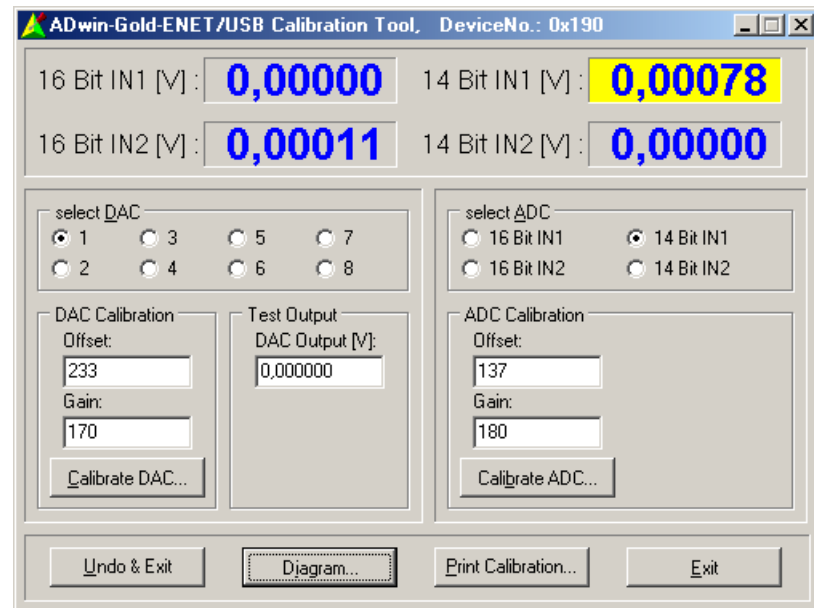 ADwin-Gold-ENET/USB Calibration Tool, DeviceNo.: 0x190
16 Bit IN1 [V] : 0,00000 14 Bit IN1 [V] : 0,00078
16 Bit IN2 [V] : 0,00011 14 Bit IN2 [V] : 0,00000
select DAC
1 3 5 7
2 4 6 8
select ADC
16 Bit IN1 14 Bit IN1
16 Bit IN2 14 Bit IN2
DAC Calibration
Offset:
233
Gain:
170
Calibrate DAC...
Test Output
DAC Output [V]:
0,000000
ADC Calibration
Offset:
137
Gain:
180
Calibrate ADC...
Undo & Exit Diagram... Print Calibration... Exit